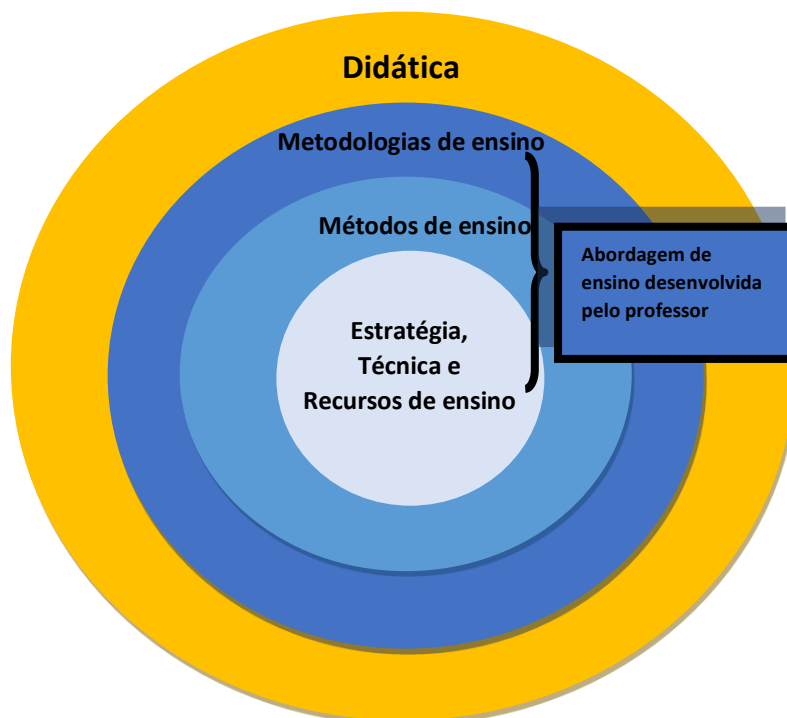 Didática
Metodologias de ensino
Métodos de ensino
Abordagem de
ensino desenvolvida
pelo professor
Estratégia,
Técnica e
Recursos de ensino